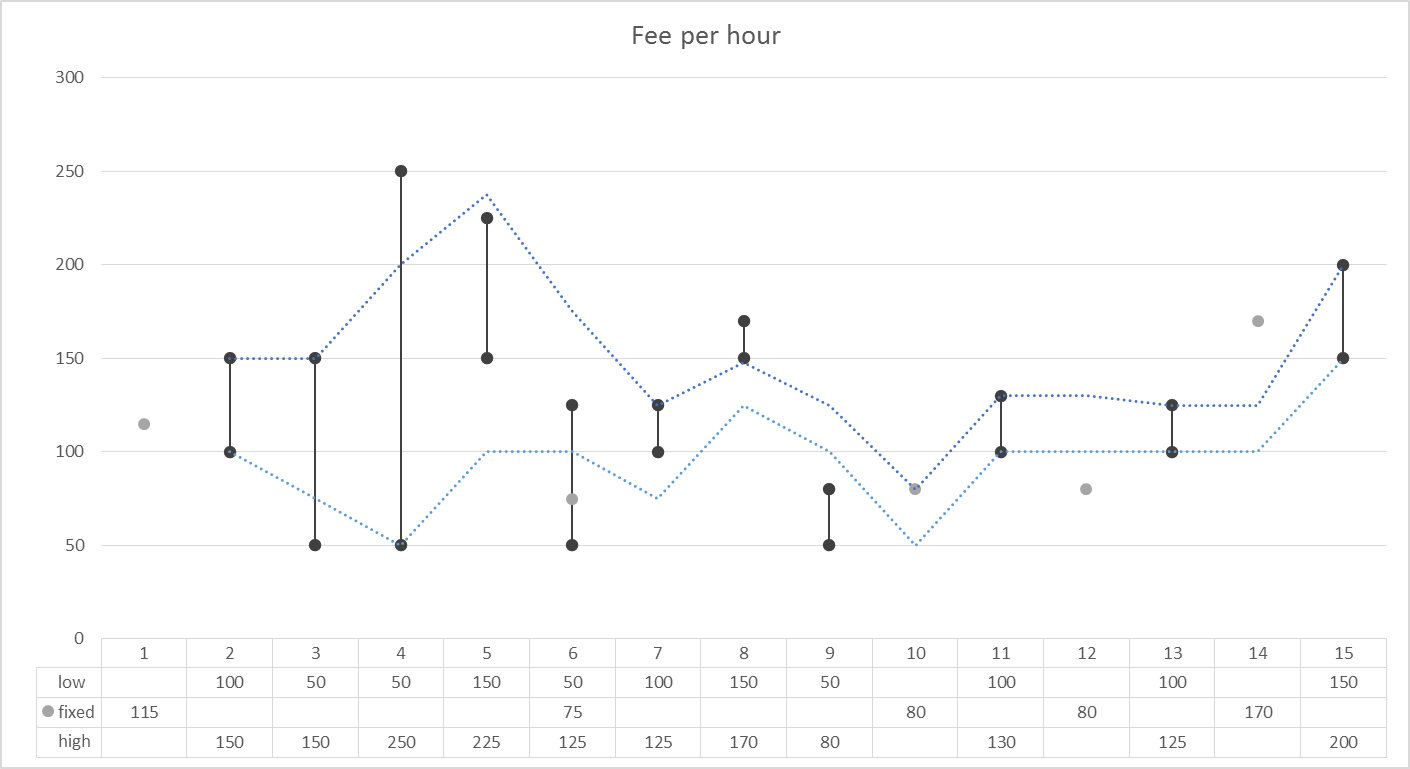 Fee per hour
300
250
200
150
100
50
0
1 2 3 4 5 6 7 8 9 10 11 12 13 14 15
low 100 50 50 150 50 100 150 50 100 100 150
fixed 115 75 80 80 170
high 150 150 250 225 125 125 170 80 130 125 200